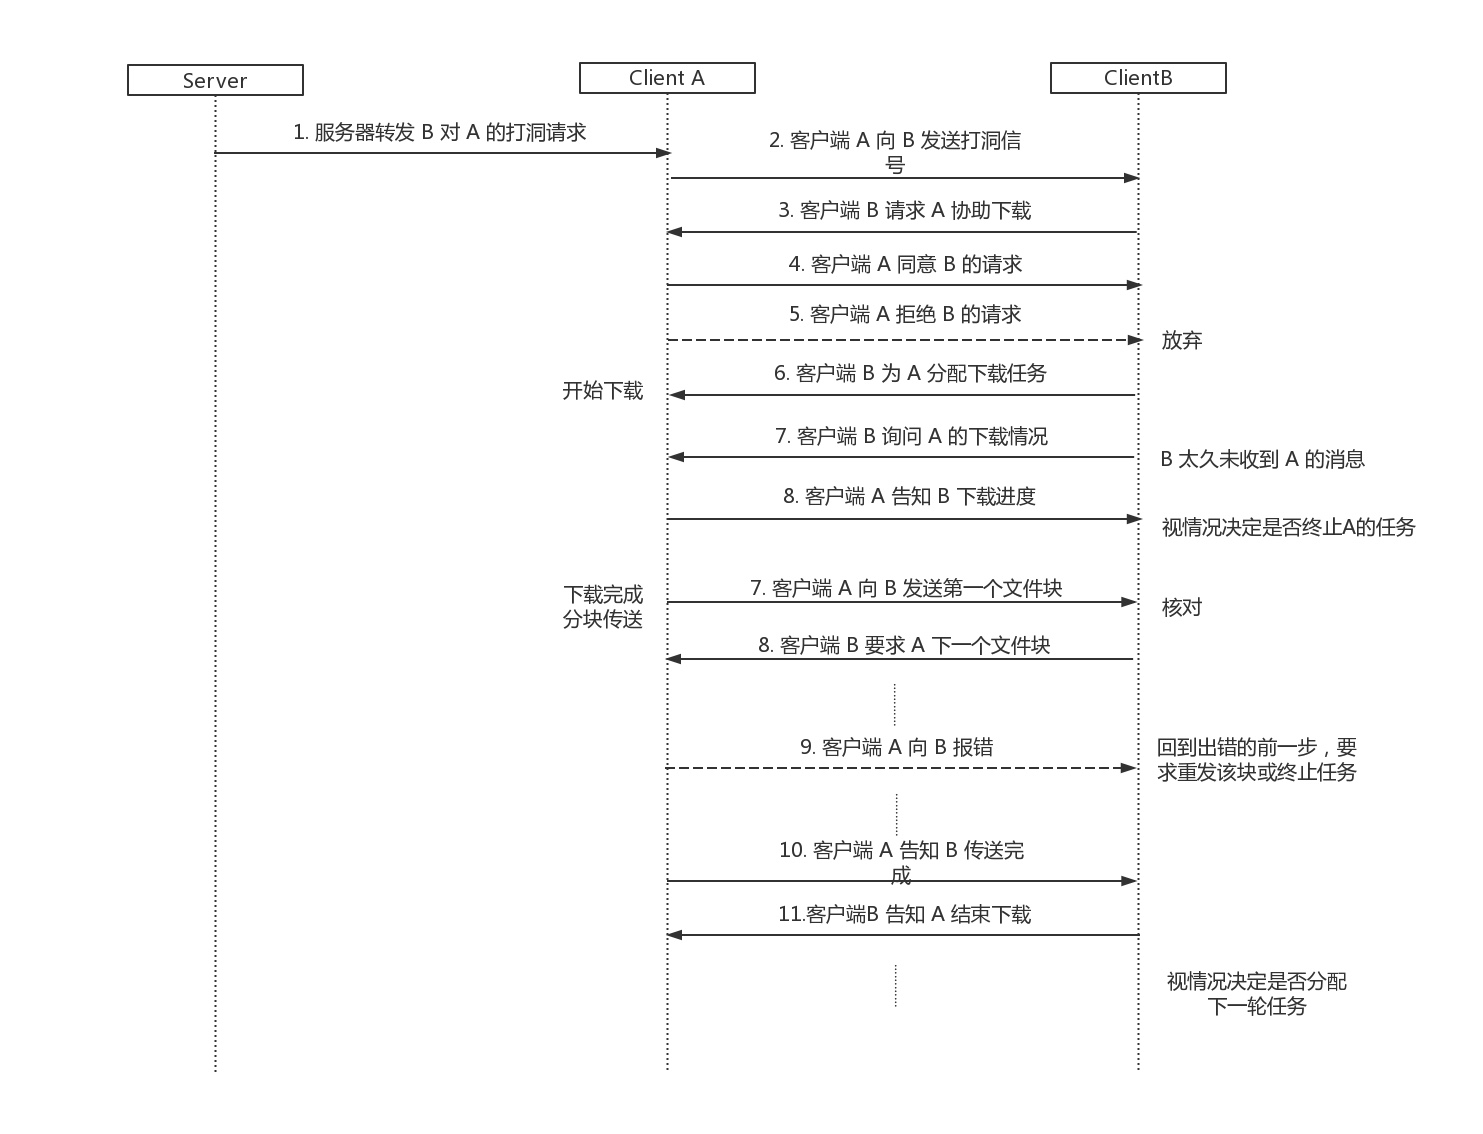 Server
Client A
ClientB
1. 服务器转发 B 对 A 的打洞请求
2. 客户端 A 向 B 发送打洞信
号
3. 客户端 B 请求 A 协助下载
4. 客户端 A 同意 B 的请求
5. 客户端 A 拒绝 B 的请求
放弃
6. 客户端 B 为 A 分配下载任务
开始下载
7. 客户端 B 询问 A 的下载情况
B 太久未收到 A 的消息
8. 客户端 A 告知 B 下载进度
视情况决定是否终止A的任务
下载完成
分块传送
7. 客户端 A 向 B 发送第一个文件块
核对
8. 客户端 B 要求 A 下一个文件块
9. 客户端 A 向 B 报错
回到出错的前一步，要
求重发该块或终止任务
10. 客户端 A 告知 B 传送完
成
11.客户端B 告知 A 结束下载
视情况决定是否分配
下一轮任务